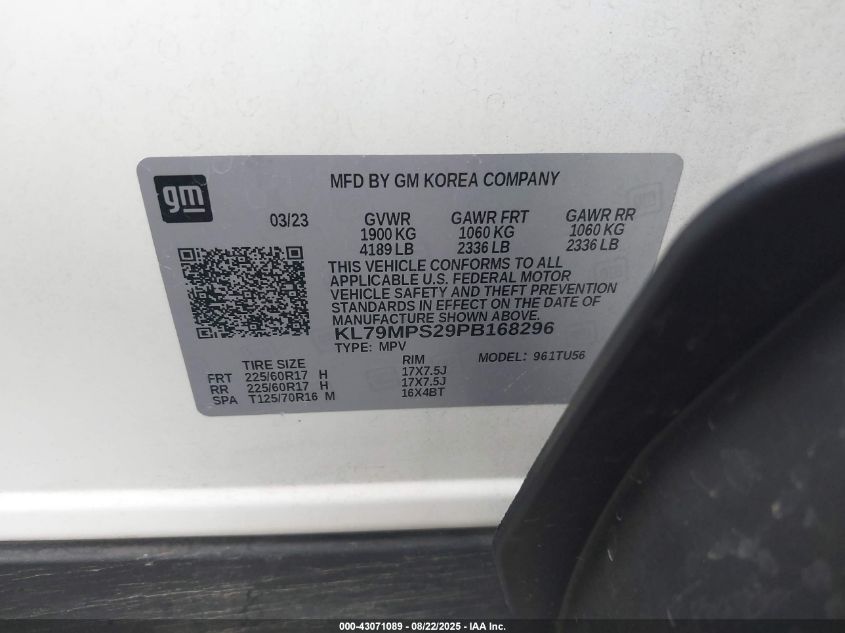 gm
MFD BY GM KOREA COMPANY
03/23 GVWR GAWR FRT GAWR RR
1900 KG 1060 KG 1060 KG
4189 LB 2336 LB 2336 LB
THIS VEHICLE CONFORMS TO ALL
APPLICABLE U.S. FEDERAL MOTOR
VEHICLE SAFETY AND THEFT PREVENTION
STANDARDS IN EFFECT ON THE DATE OF
MANUFACTURE SHOWN ABOVE.
KL79MPS29PB168296
TYPE: MPV MODEL: 961TU56
TIRE SIZE RIM
FRT 225/60R17 H 17X7.5J
RR 225/60R17 H 17X7.5J
SPA T125/70R16 M 16X4BT
000-43071089 - 08/22/2025 - IAA Inc.